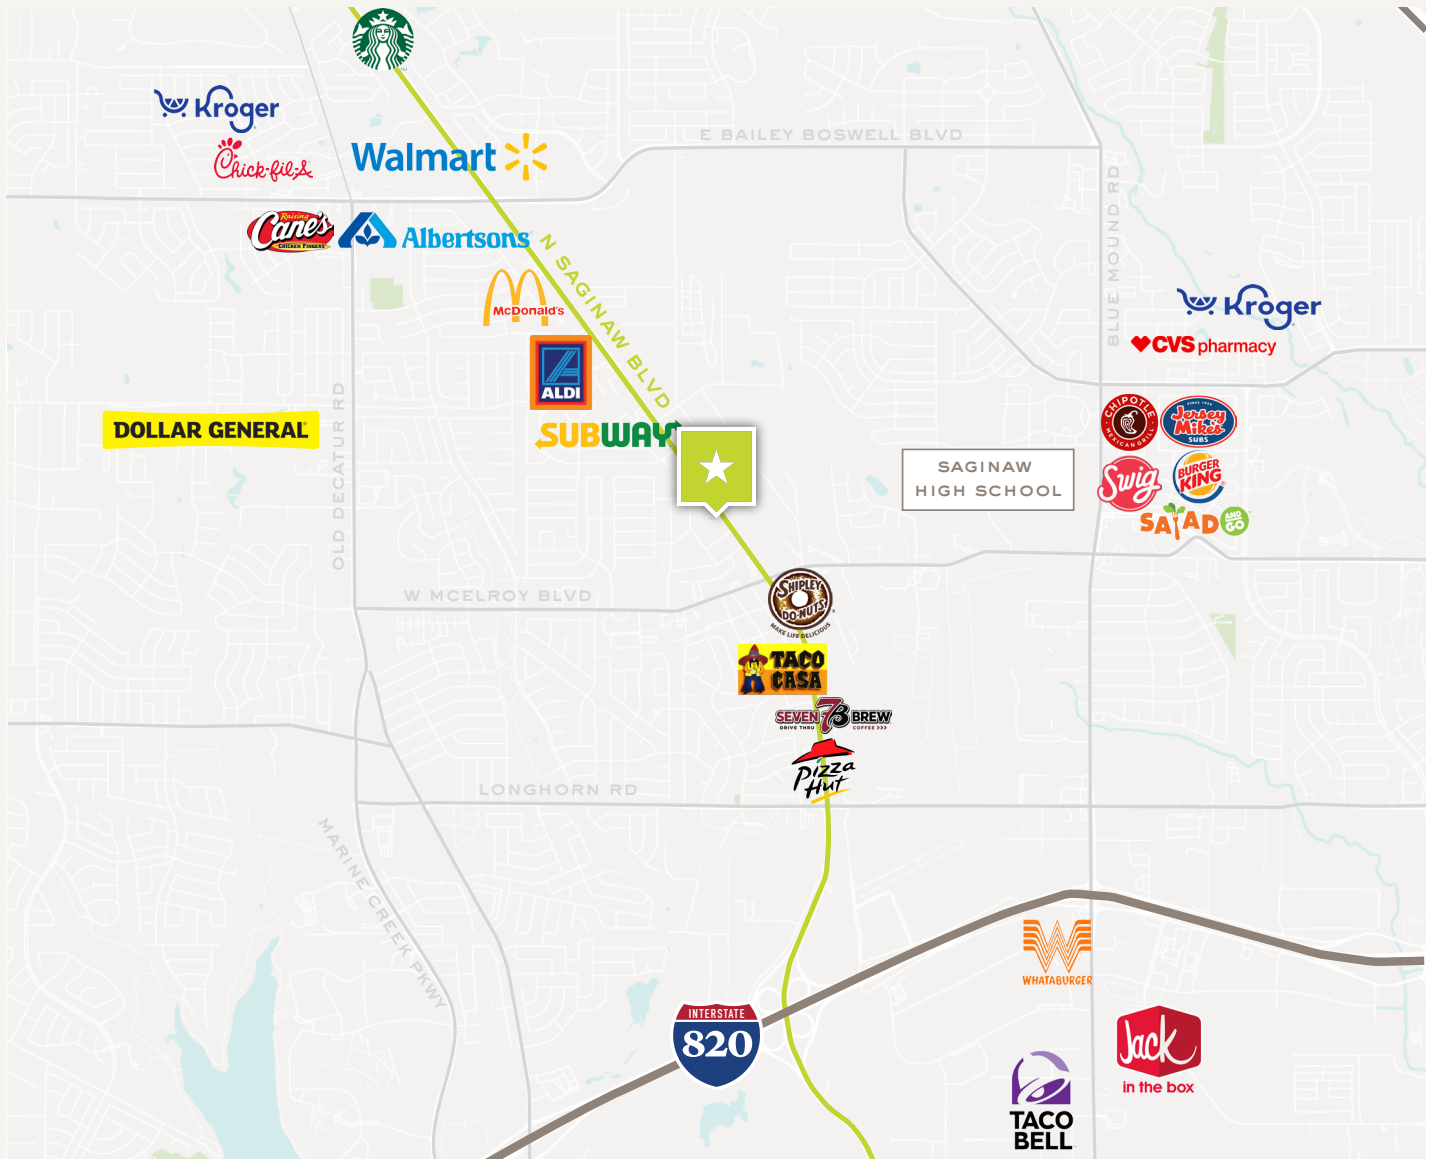 Kroger
Chick-fil-A
Walmart
E BAILEY BOSWELL BLVD
Raising
Cane's
CHICKEN FINGERS
Albertsons
N SAGINAW BLVD
BLUE MOUND RD
McDonald's
Kroger
CVS pharmacy
ALDI
OLD DECATUR RD
DOLLAR GENERAL
SUBWAY
CHIPOTLE
MEXICAN GRILL
SINCE 1956
Jersey
Mike's
SUBS
SAGINAW
HIGH SCHOOL
Swig
BURGER
KING
SALAD AND GO
W MCELROY BLVD
SHIPLEY
DO-NUTS
MAKE LIFE DELICIOUS
TACO
CASA
SEVEN 7B BREW
DRIVE THRU COFFEE >>>
Pizza
Hut
LONGHORN RD
MARINE CREEK PKWY
WHATABURGER
INTERSTATE
820
Jack
in the box
TACO
BELL